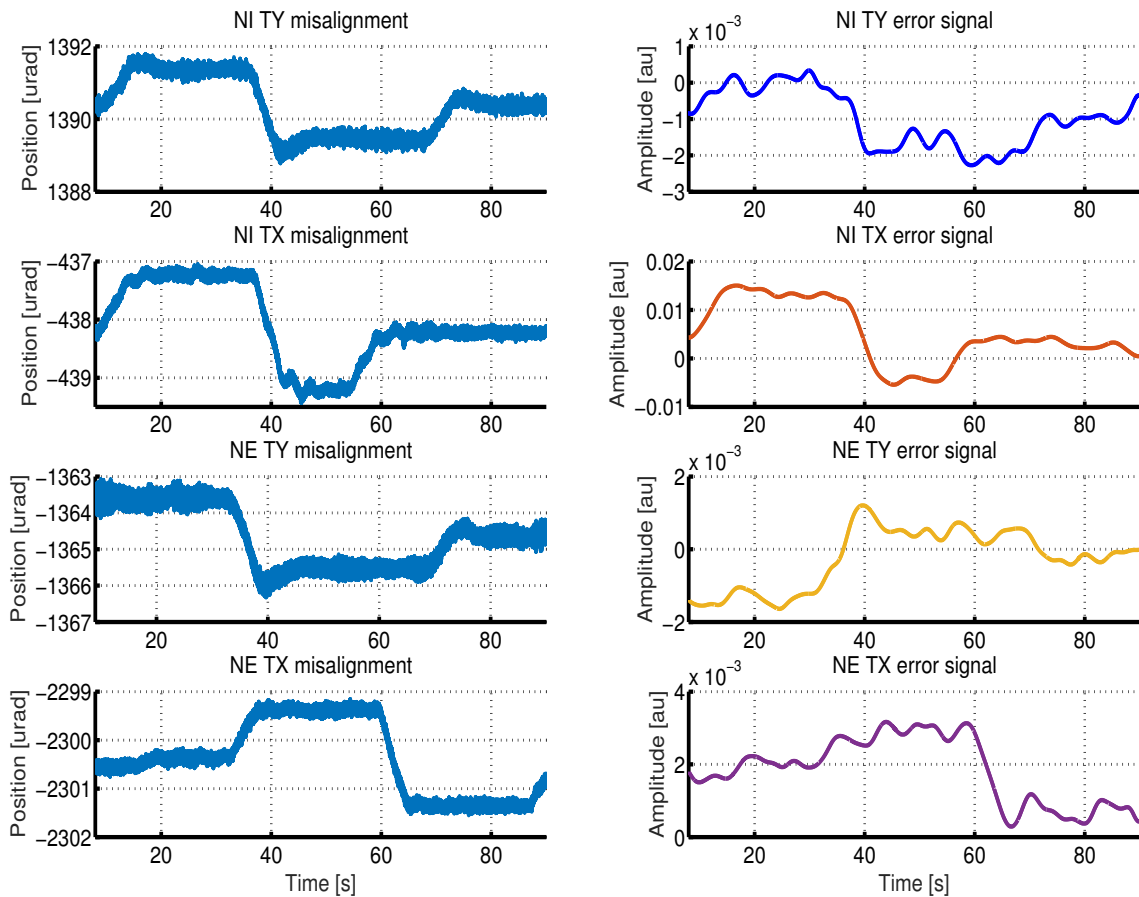 NI TY misalignment
Position [urad]
1392
1390
1388
20 40 60 80
NI TY error signal
x 10⁻³
Amplitude [au]
1
0
−1
−2
−3
20 40 60 80
NI TX misalignment
Position [urad]
−437
−438
−439
20 40 60 80
NI TX error signal
Amplitude [au]
0.02
0.01
0
−0.01
20 40 60 80
NE TY misalignment
Position [urad]
−1363
−1364
−1365
−1366
−1367
20 40 60 80
NE TY error signal
x 10⁻³
Amplitude [au]
2
0
−2
20 40 60 80
NE TX misalignment
Position [urad]
−2299
−2300
−2301
−2302
20 40 60 80
Time [s]
NE TX error signal
x 10⁻³
Amplitude [au]
4
2
0
20 40 60 80
Time [s]